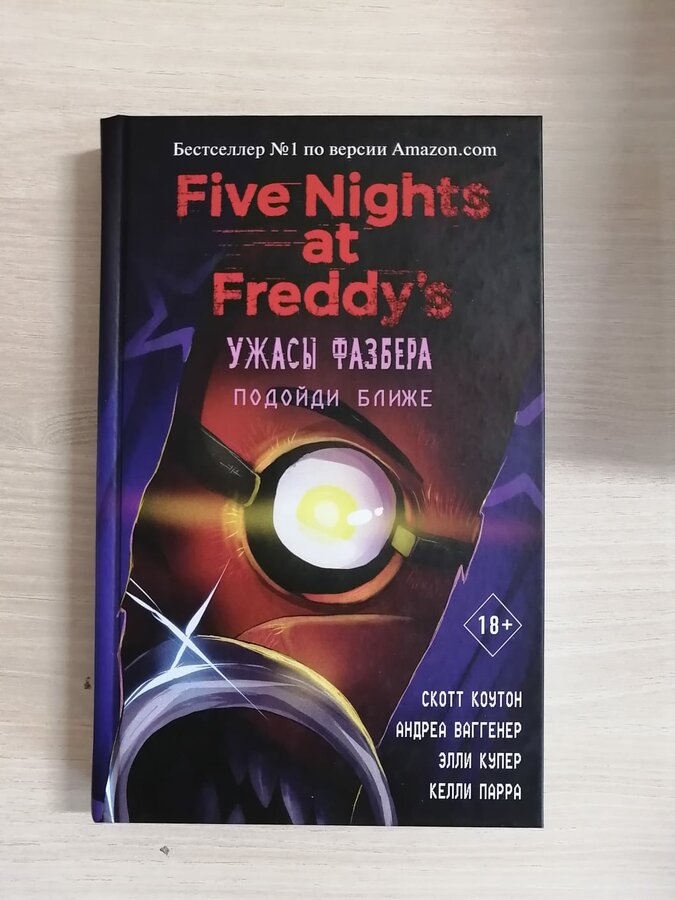 Бестселлер №1 по версии Amazon.com
Five Nights
at
Freddy's
УЖАСЫ ФАЗБЕРА
ПОДОЙДИ БЛИЖЕ
18+
СКОТТ КОУТОН
АНДРЕА ВАГГЕНЕР
ЭЛЛИ КУПЕР
КЕЛЛИ ПАРРА